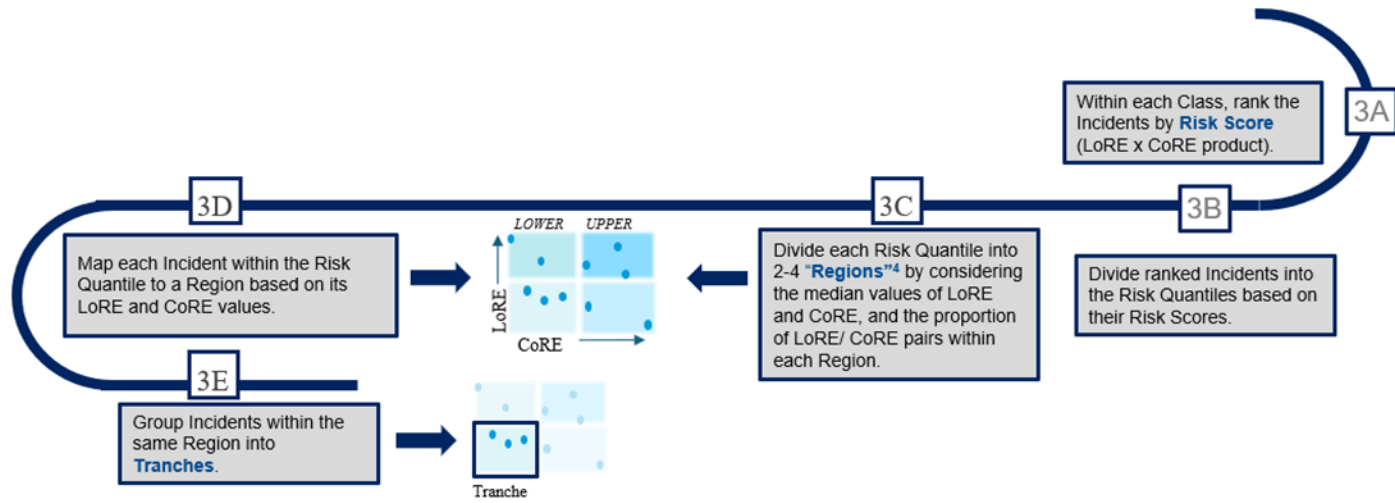 3A
Within each Class, rank the
Incidents by Risk Score
(LoRE x CoRE product).
3B
Divide ranked Incidents into
the Risk Quantiles based on
their Risk Scores.
3C
Divide each Risk Quantile into
2-4 “Regions”⁴ by considering
the median values of LoRE
and CoRE, and the proportion
of LoRE/ CoRE pairs within
each Region.
LOWER UPPER
LoRE
CoRE
3D
Map each Incident within the Risk
Quantile to a Region based on its
LoRE and CoRE values.
3E
Group Incidents within the
same Region into
Tranches.
Tranche